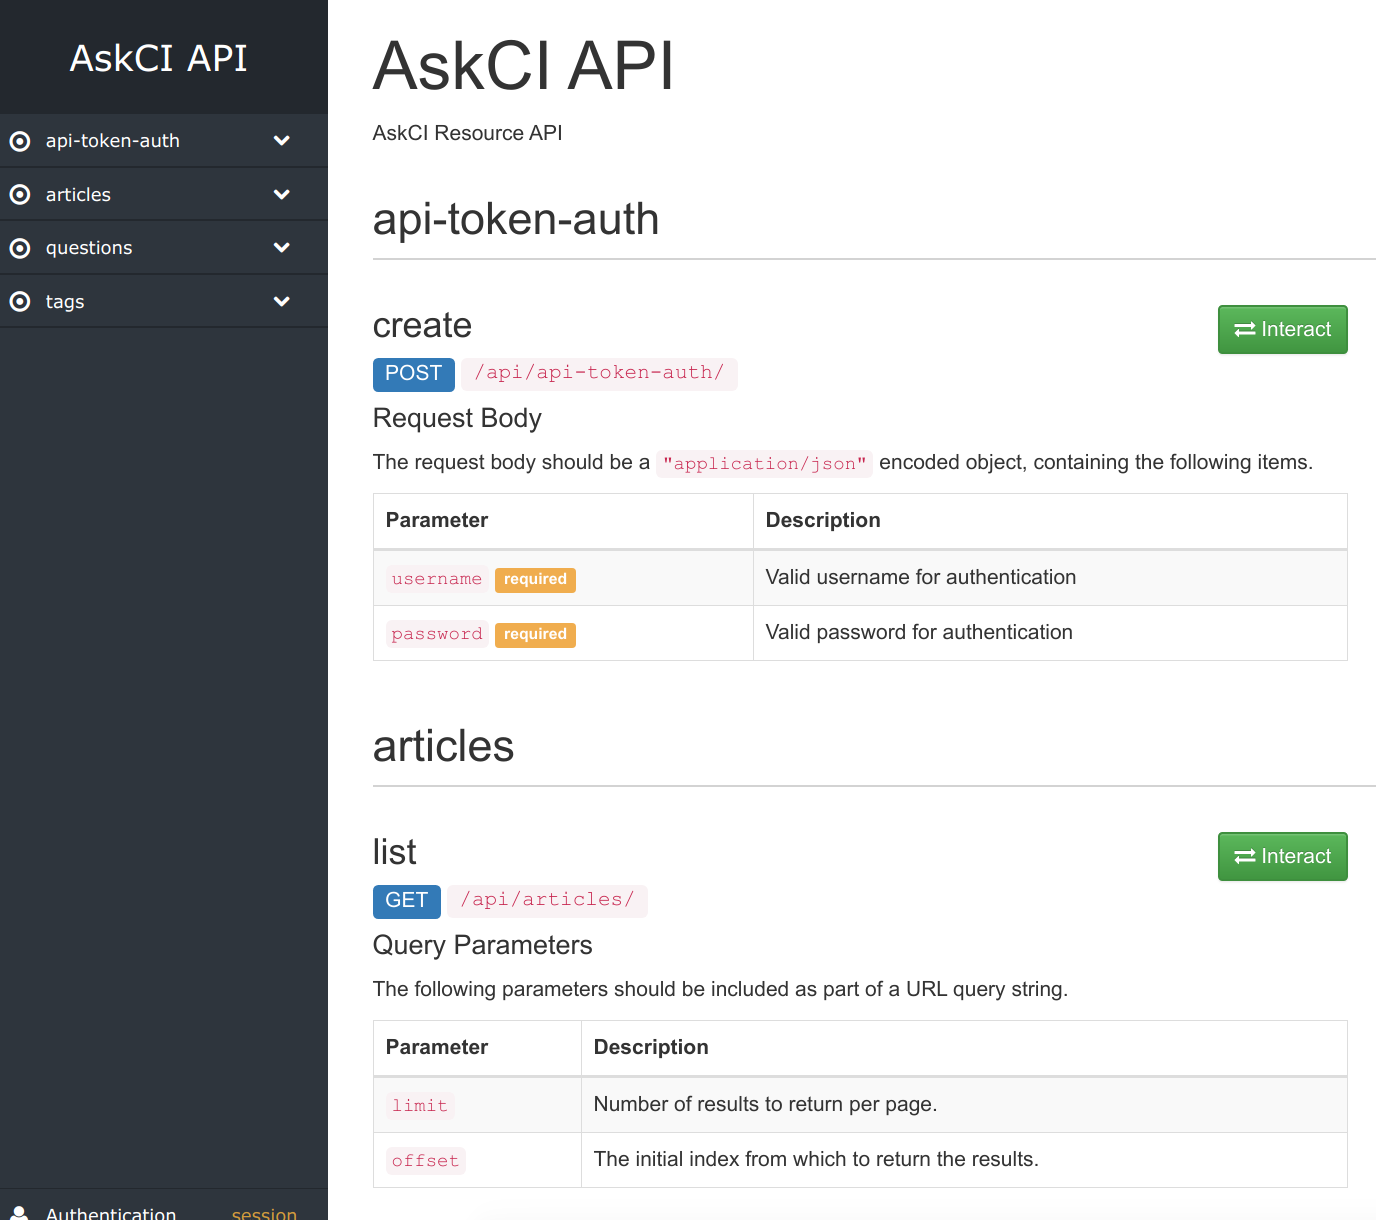 AskCI API
api-token-auth
articles
questions
tags
Authentication session
AskCI API
AskCI Resource API
api-token-auth
create
Interact
POST /api/api-token-auth/
Request Body
The request body should be a "application/json" encoded object, containing the following items.
Parameter Description
username required Valid username for authentication
password required Valid password for authentication
articles
list
Interact
GET /api/articles/
Query Parameters
The following parameters should be included as part of a URL query string.
Parameter Description
limit Number of results to return per page.
offset The initial index from which to return the results.